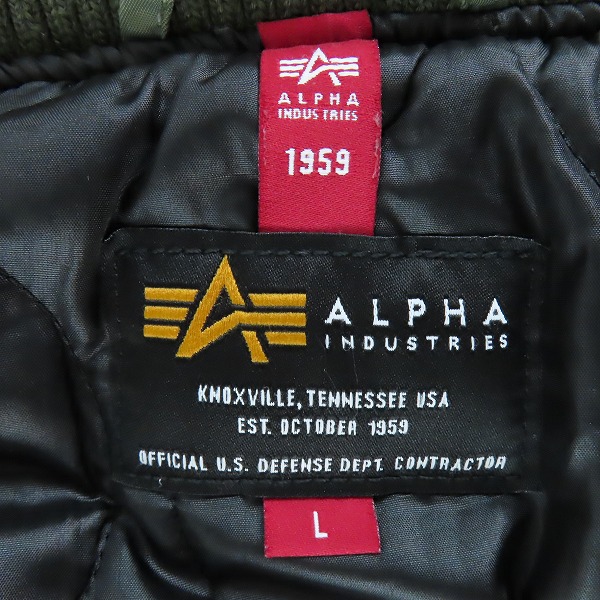 ALPHA
INDUSTRIES
1959
ALPHA
INDUSTRIES
KNOXVILLE, TENNESSEE USA
EST. OCTOBER 1959
OFFICIAL U.S. DEFENSE DEPT. CONTRACTOR
L